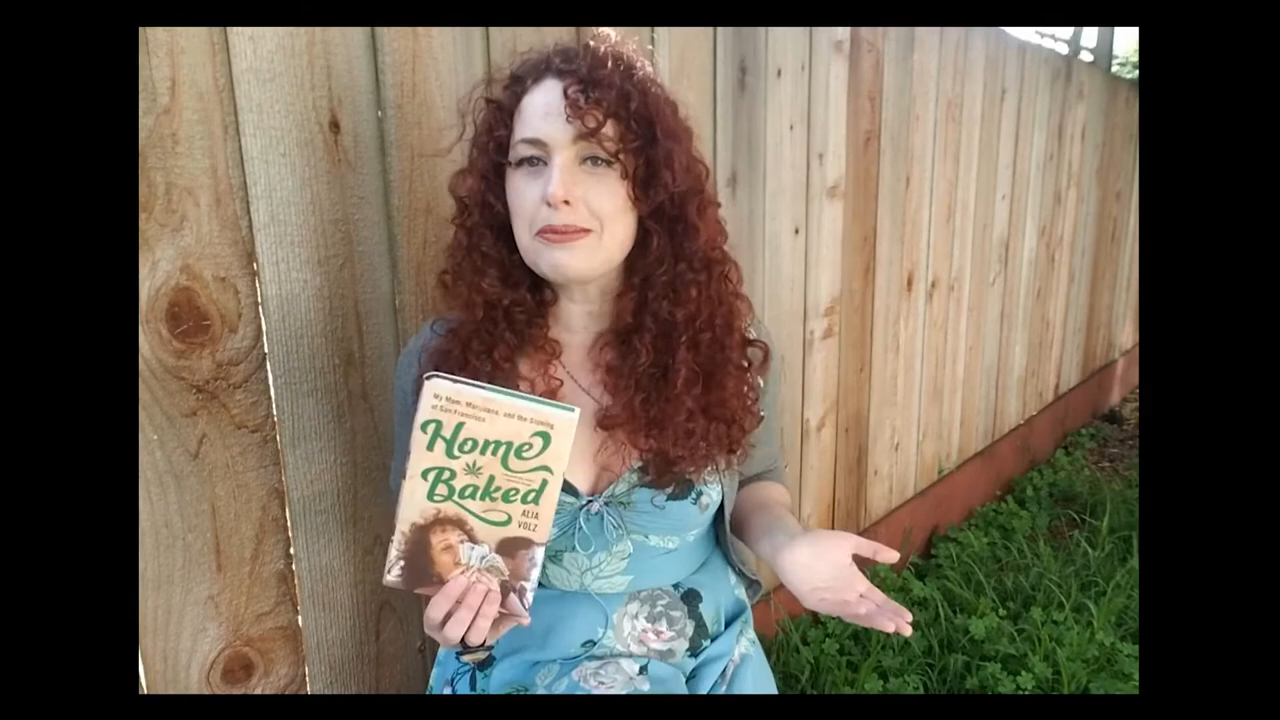 My Mom, Marijuana, and the Stoning
of San Francisco
Home
Baked
ALIA
VOLZ